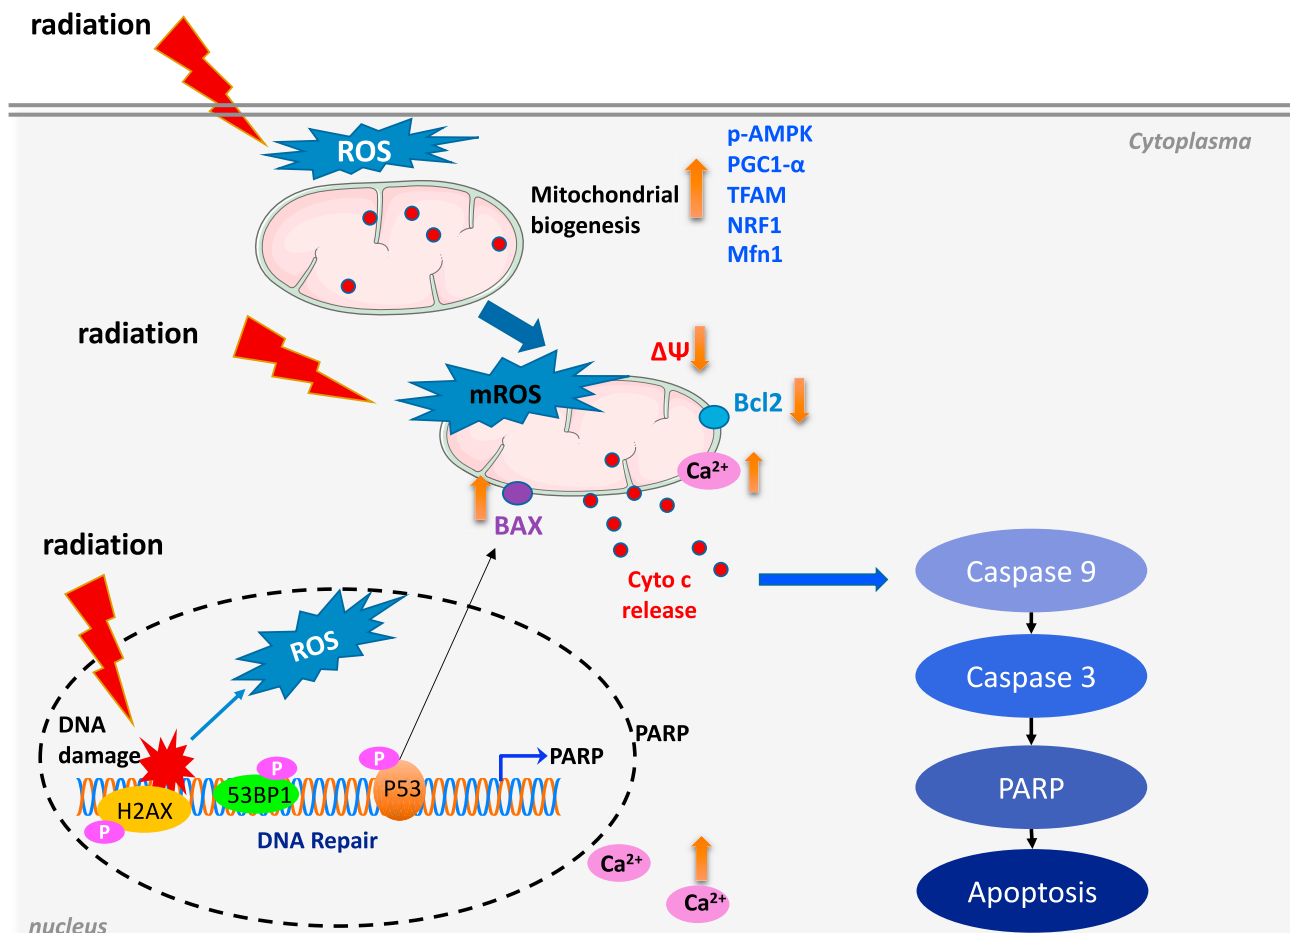 radiation
ROS
Cytoplasma
p-AMPK
PGC1-α
TFAM
NRF1
Mfn1
Mitochondrial
biogenesis
radiation
ΔΨ
mROS
Bcl2
Ca²⁺
BAX
radiation
Cyto c
release
Caspase 9
ROS
Caspase 3
DNA
damage
PARP
P
PARP
P
53BP1
P53
PARP
H2AX
P
DNA Repair
Ca²⁺
Ca²⁺
Apoptosis
nucleus